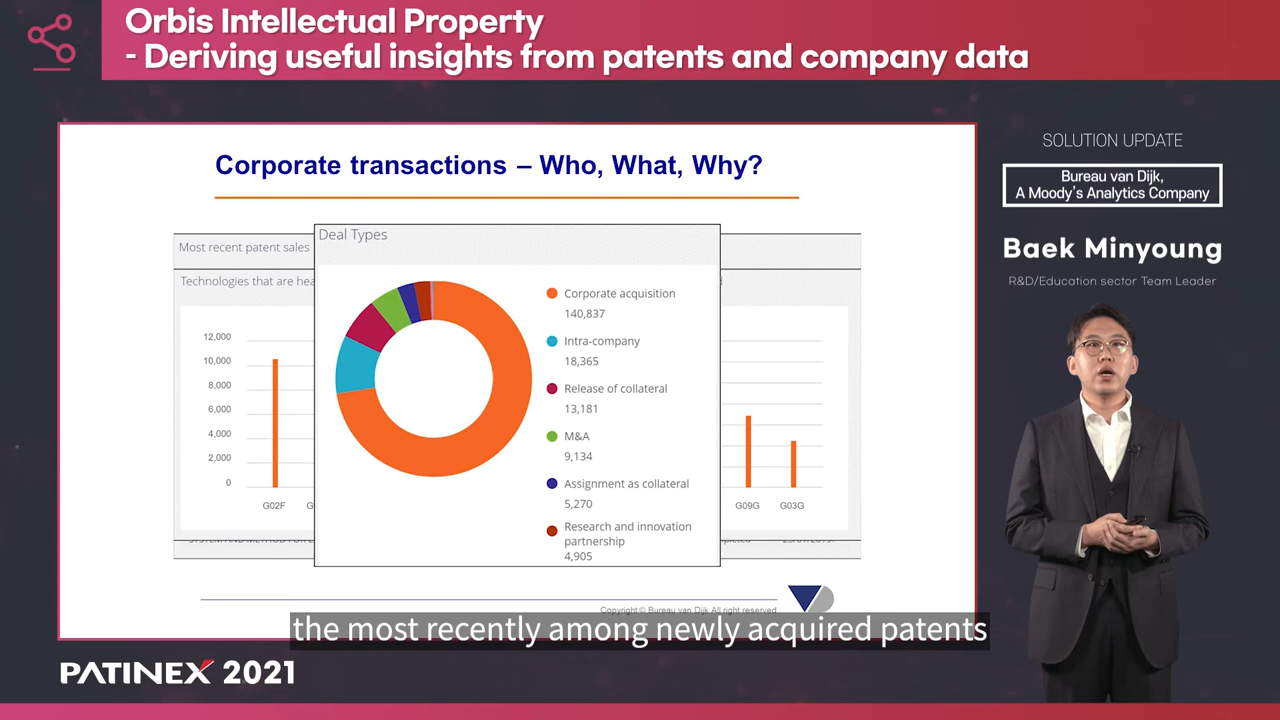 Orbis Intellectual Property
- Deriving useful insights from patents and company data
SOLUTION UPDATE
Bureau van Dijk,
A Moody's Analytics Company
Baek Minyoung
R&D/Education sector Team Leader
Corporate transactions – Who, What, Why?
Most recent patent sales
Technologies that are hea
12,000
10,000
8,000
6,000
4,000
2,000
0
G02F
G09G
G03G
Deal Types
Corporate acquisition
140,837
Intra-company
18,365
Release of collateral
13,181
M&A
9,134
Assignment as collateral
5,270
Research and innovation
partnership
4,905
Copyright © Bureau van Dijk All right reserved
the most recently among newly acquired patents
PATINEX 2021